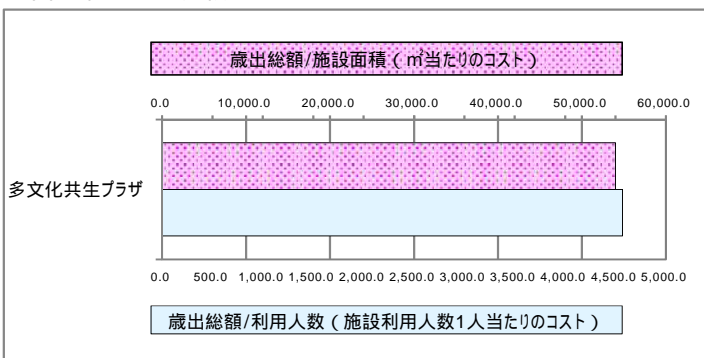 歳出総額/施設面積(㎡当たりのコスト)
0.0 10,000.0 20,000.0 30,000.0 40,000.0 50,000.0 60,000.0
多文化共生プラザ
0.0 500.0 1,000.0 1,500.0 2,000.0 2,500.0 3,000.0 3,500.0 4,000.0 4,500.0 5,000.0
歳出総額/利用人数(施設利用人数1人当たりのコスト)